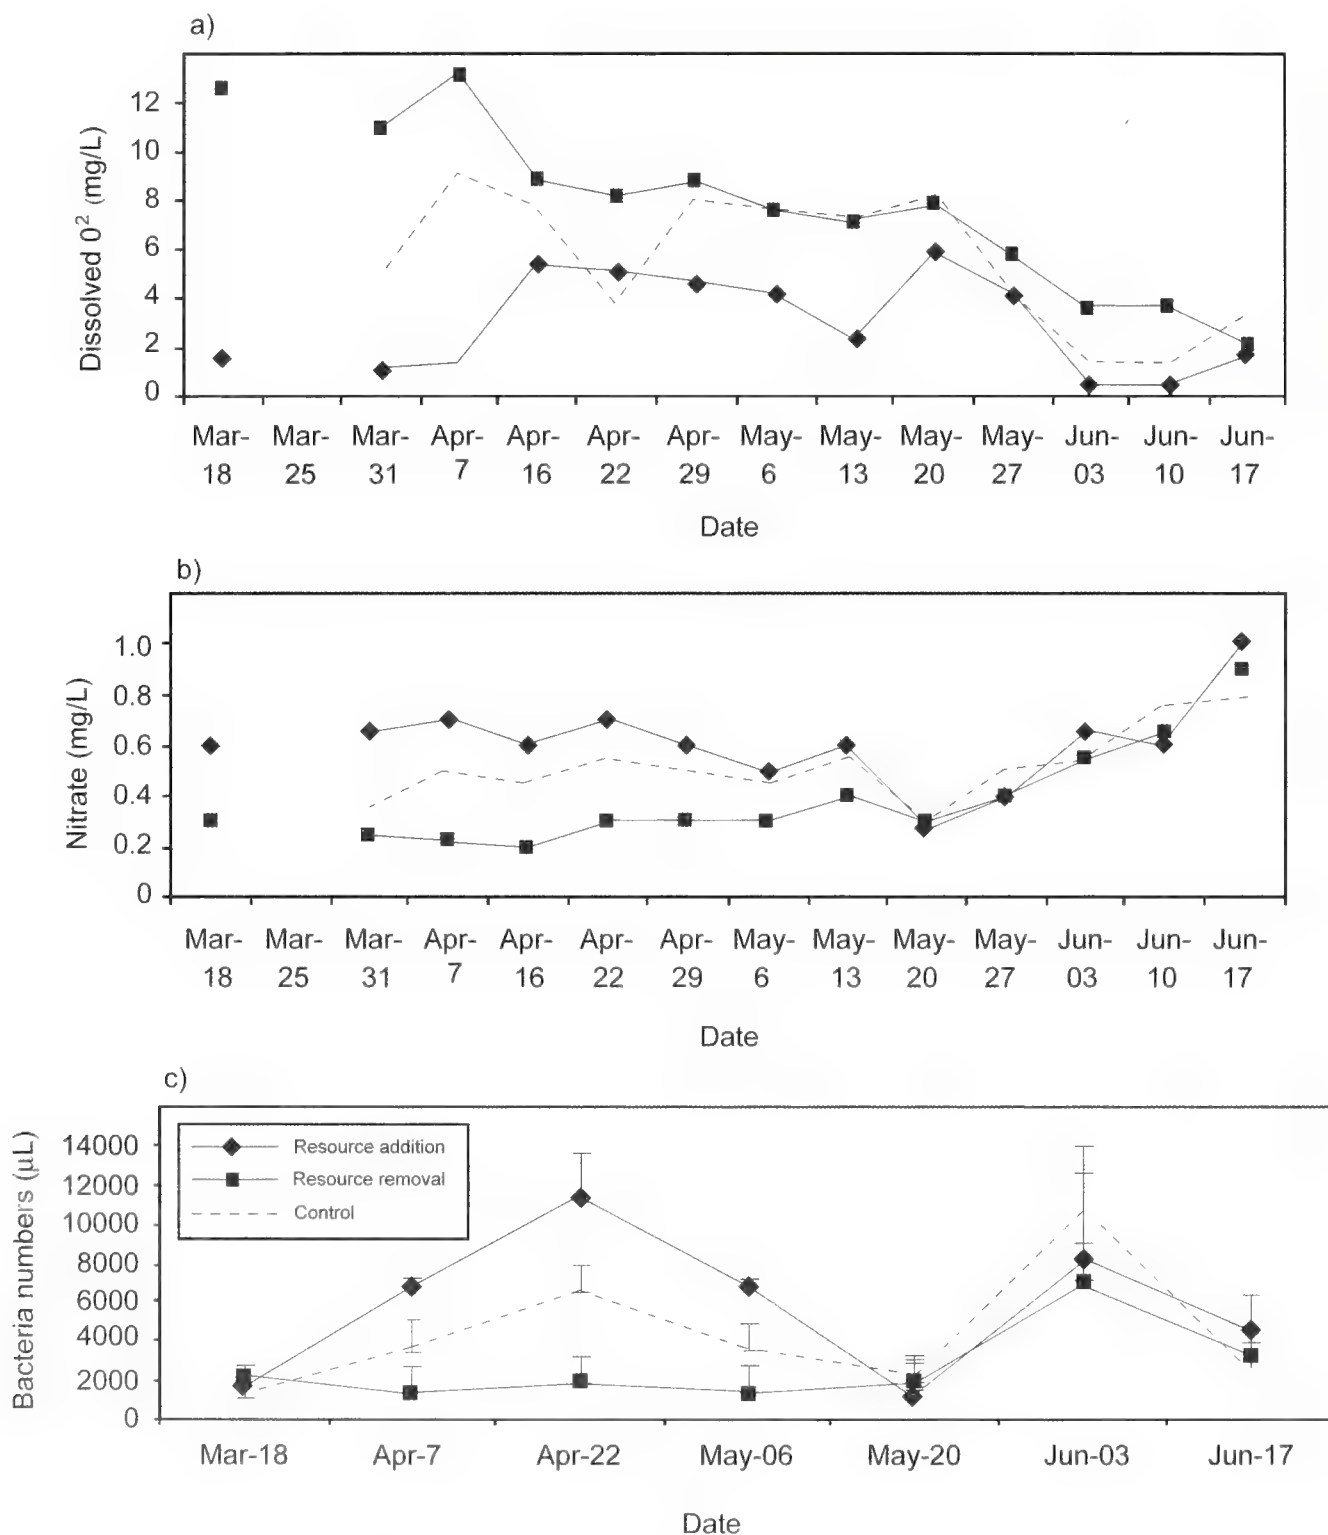 a)
Dissolved 0² (mg/L)
12
10
8
6
4
2
0
Mar- Mar- Mar- Apr- Apr- Apr- Apr- May- May- May- May- Jun- Jun- Jun-
18 25 31 7 16 22 29 6 13 20 27 03 10 17
Date
b)
Nitrate (mg/L)
1.0
0.8
0.6
0.4
0.2
0
Mar- Mar- Mar- Apr- Apr- Apr- Apr- May- May- May- May- Jun- Jun- Jun-
18 25 31 7 16 22 29 6 13 20 27 03 10 17
Date
c)
Bacteria numbers (µL)
14000
12000
10000
8000
6000
4000
2000
0
Resource addition
Resource removal
Control
Mar-18 Apr-7 Apr-22 May-06 May-20 Jun-03 Jun-17
Date